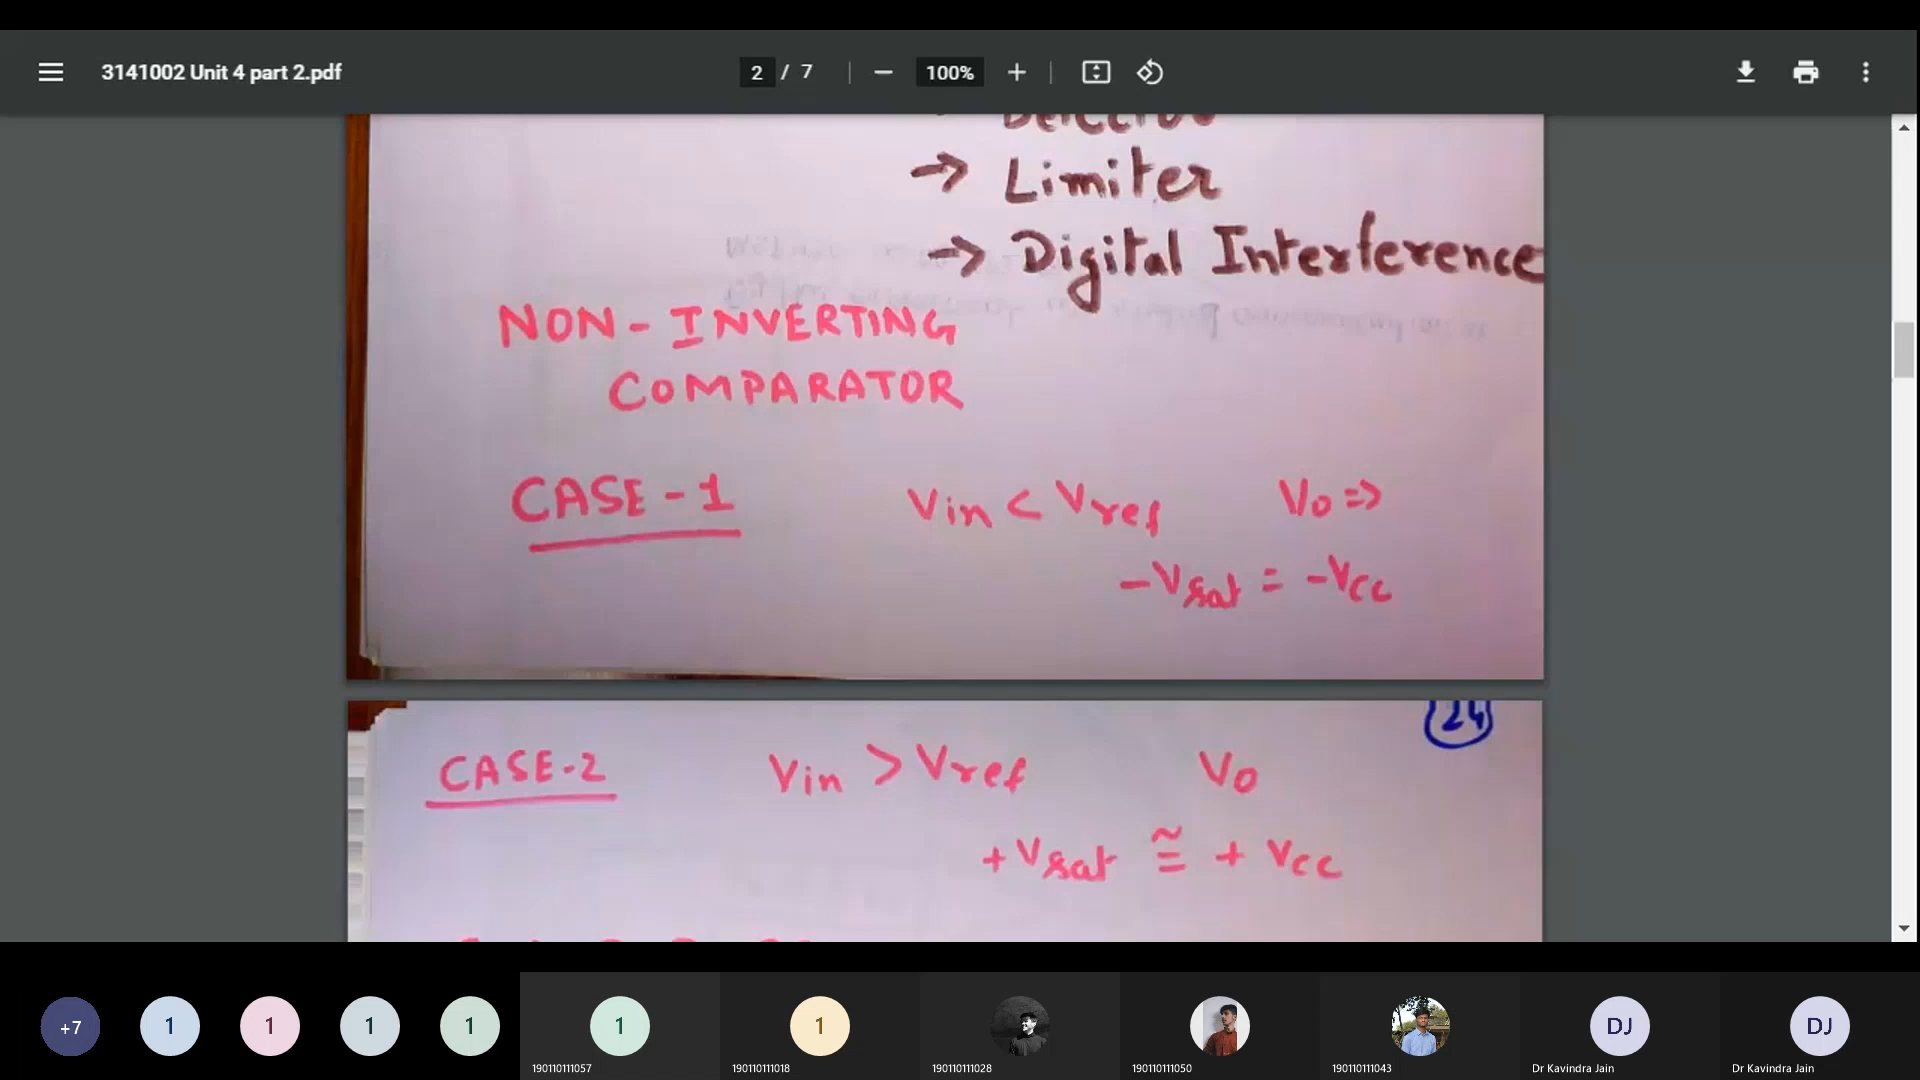 3141002 Unit 4 part 2.pdf
2 / 7
100%
→ Limiter
→ Digital Interference
NON-INVERTING
COMPARATOR
CASE-1 Vin < Vref Vo ⇒
-Vsat = -Vcc
24
CASE-2 Vin > Vref Vo
+Vsat ≅ + Vcc
+7 1 1 1 1 1 1 DJ DJ
190110111057 190110111018 190110111028 190110111050 190110111043 Dr Kavindra Jain Dr Kavindra Jain